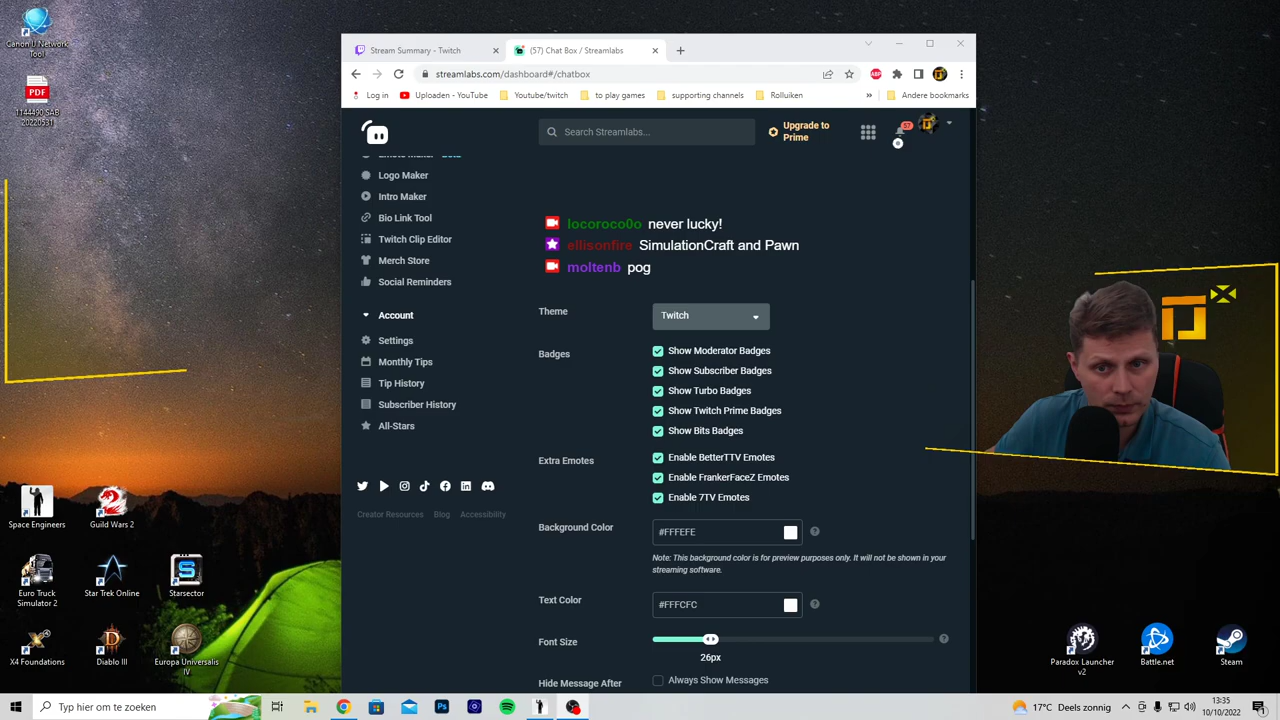 Canon IJ Network
Tool
PDF
1144490 SAB
20220531
Stream Summary - Twitch
(57) Chat Box / Streamlabs
streamlabs.com/dashboard#/chatbox
ABP
Log in
Uploaden - YouTube
Youtube/twitch
to play games
supporting channels
Rolluiken
»
Andere bookmarks
Search Streamlabs...
Upgrade to
Prime
57
Logo Maker
Intro Maker
Bio Link Tool
Twitch Clip Editor
Merch Store
Social Reminders
Account
Settings
Monthly Tips
Tip History
Subscriber History
All-Stars
Creator Resources Blog Accessibility
locoroco0o never lucky!
ellisonfire SimulationCraft and Pawn
moltenb pog
Theme
Twitch
Badges
Show Moderator Badges
Show Subscriber Badges
Show Turbo Badges
Show Twitch Prime Badges
Show Bits Badges
Extra Emotes
Enable BetterTTV Emotes
Enable FrankerFaceZ Emotes
Enable 7TV Emotes
Background Color
#FFFEFE
Note: This background color is for preview purposes only. It will not be shown in your
streaming software.
Text Color
#FFFCFC
Font Size
26px
Hide Message After
Always Show Messages
Space Engineers
Guild Wars 2
Euro Truck
Simulator 2
Star Trek Online
Starsector
X4 Foundations
Diablo III
Europa Universalis
IV
Paradox Launcher
v2
Battle.net
Steam
Typ hier om te zoeken
Ps
17°C Deels zonnig
13:35
10/10/2022